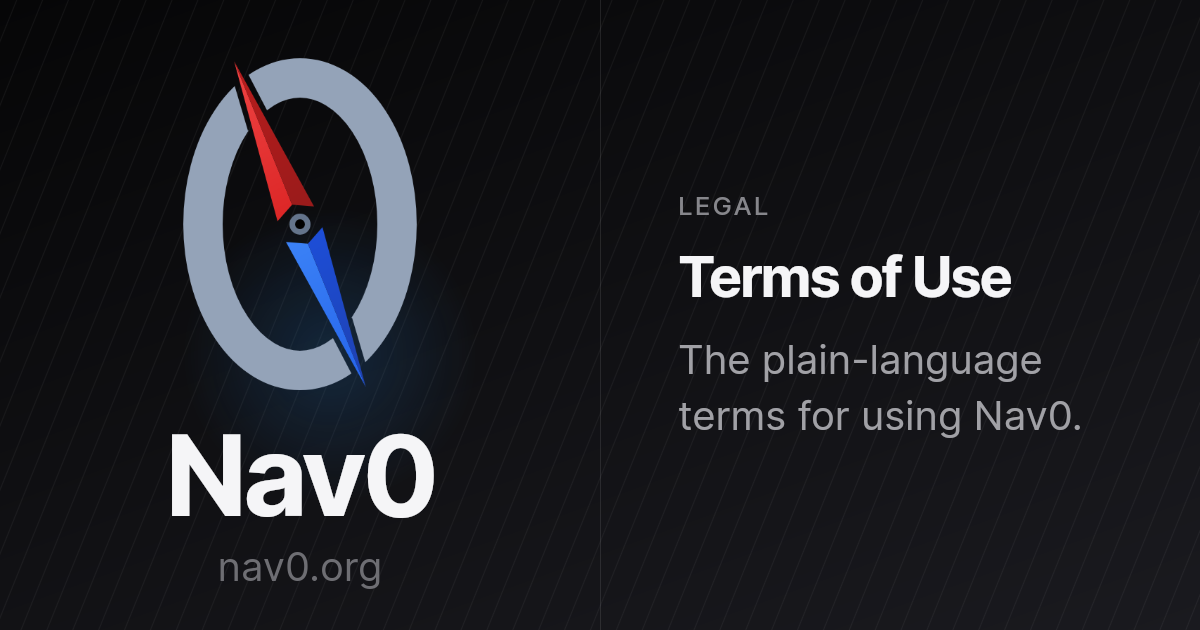 Nav0
nav0.org
LEGAL
Terms of Use
The plain-language
terms for using Nav0.